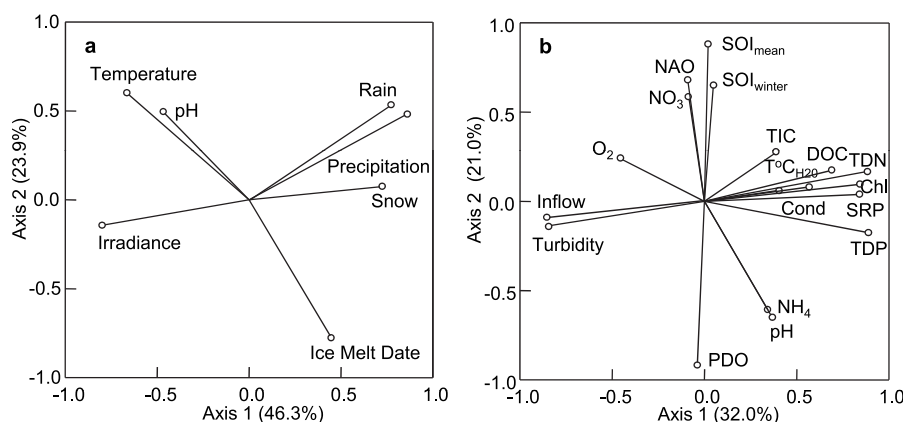 a
1.0
0.5
0.0
-0.5
-1.0
Axis 2 (23.9%)
Temperature
pH
Rain
Precipitation
Snow
Irradiance
Ice Melt Date
-1.0 -0.5 0.0 0.5 1.0
Axis 1 (46.3%)
b
1.0
0.5
0.0
-0.5
-1.0
Axis 2 (21.0%)
SOImean
NAO
SOIwinter
NO3
O2
TIC
T°CH20
DOC
TDN
Chl
Cond
SRP
TDP
Inflow
Turbidity
NH4
pH
PDO
-1.0 -0.5 0.0 0.5 1.0
Axis 1 (32.0%)